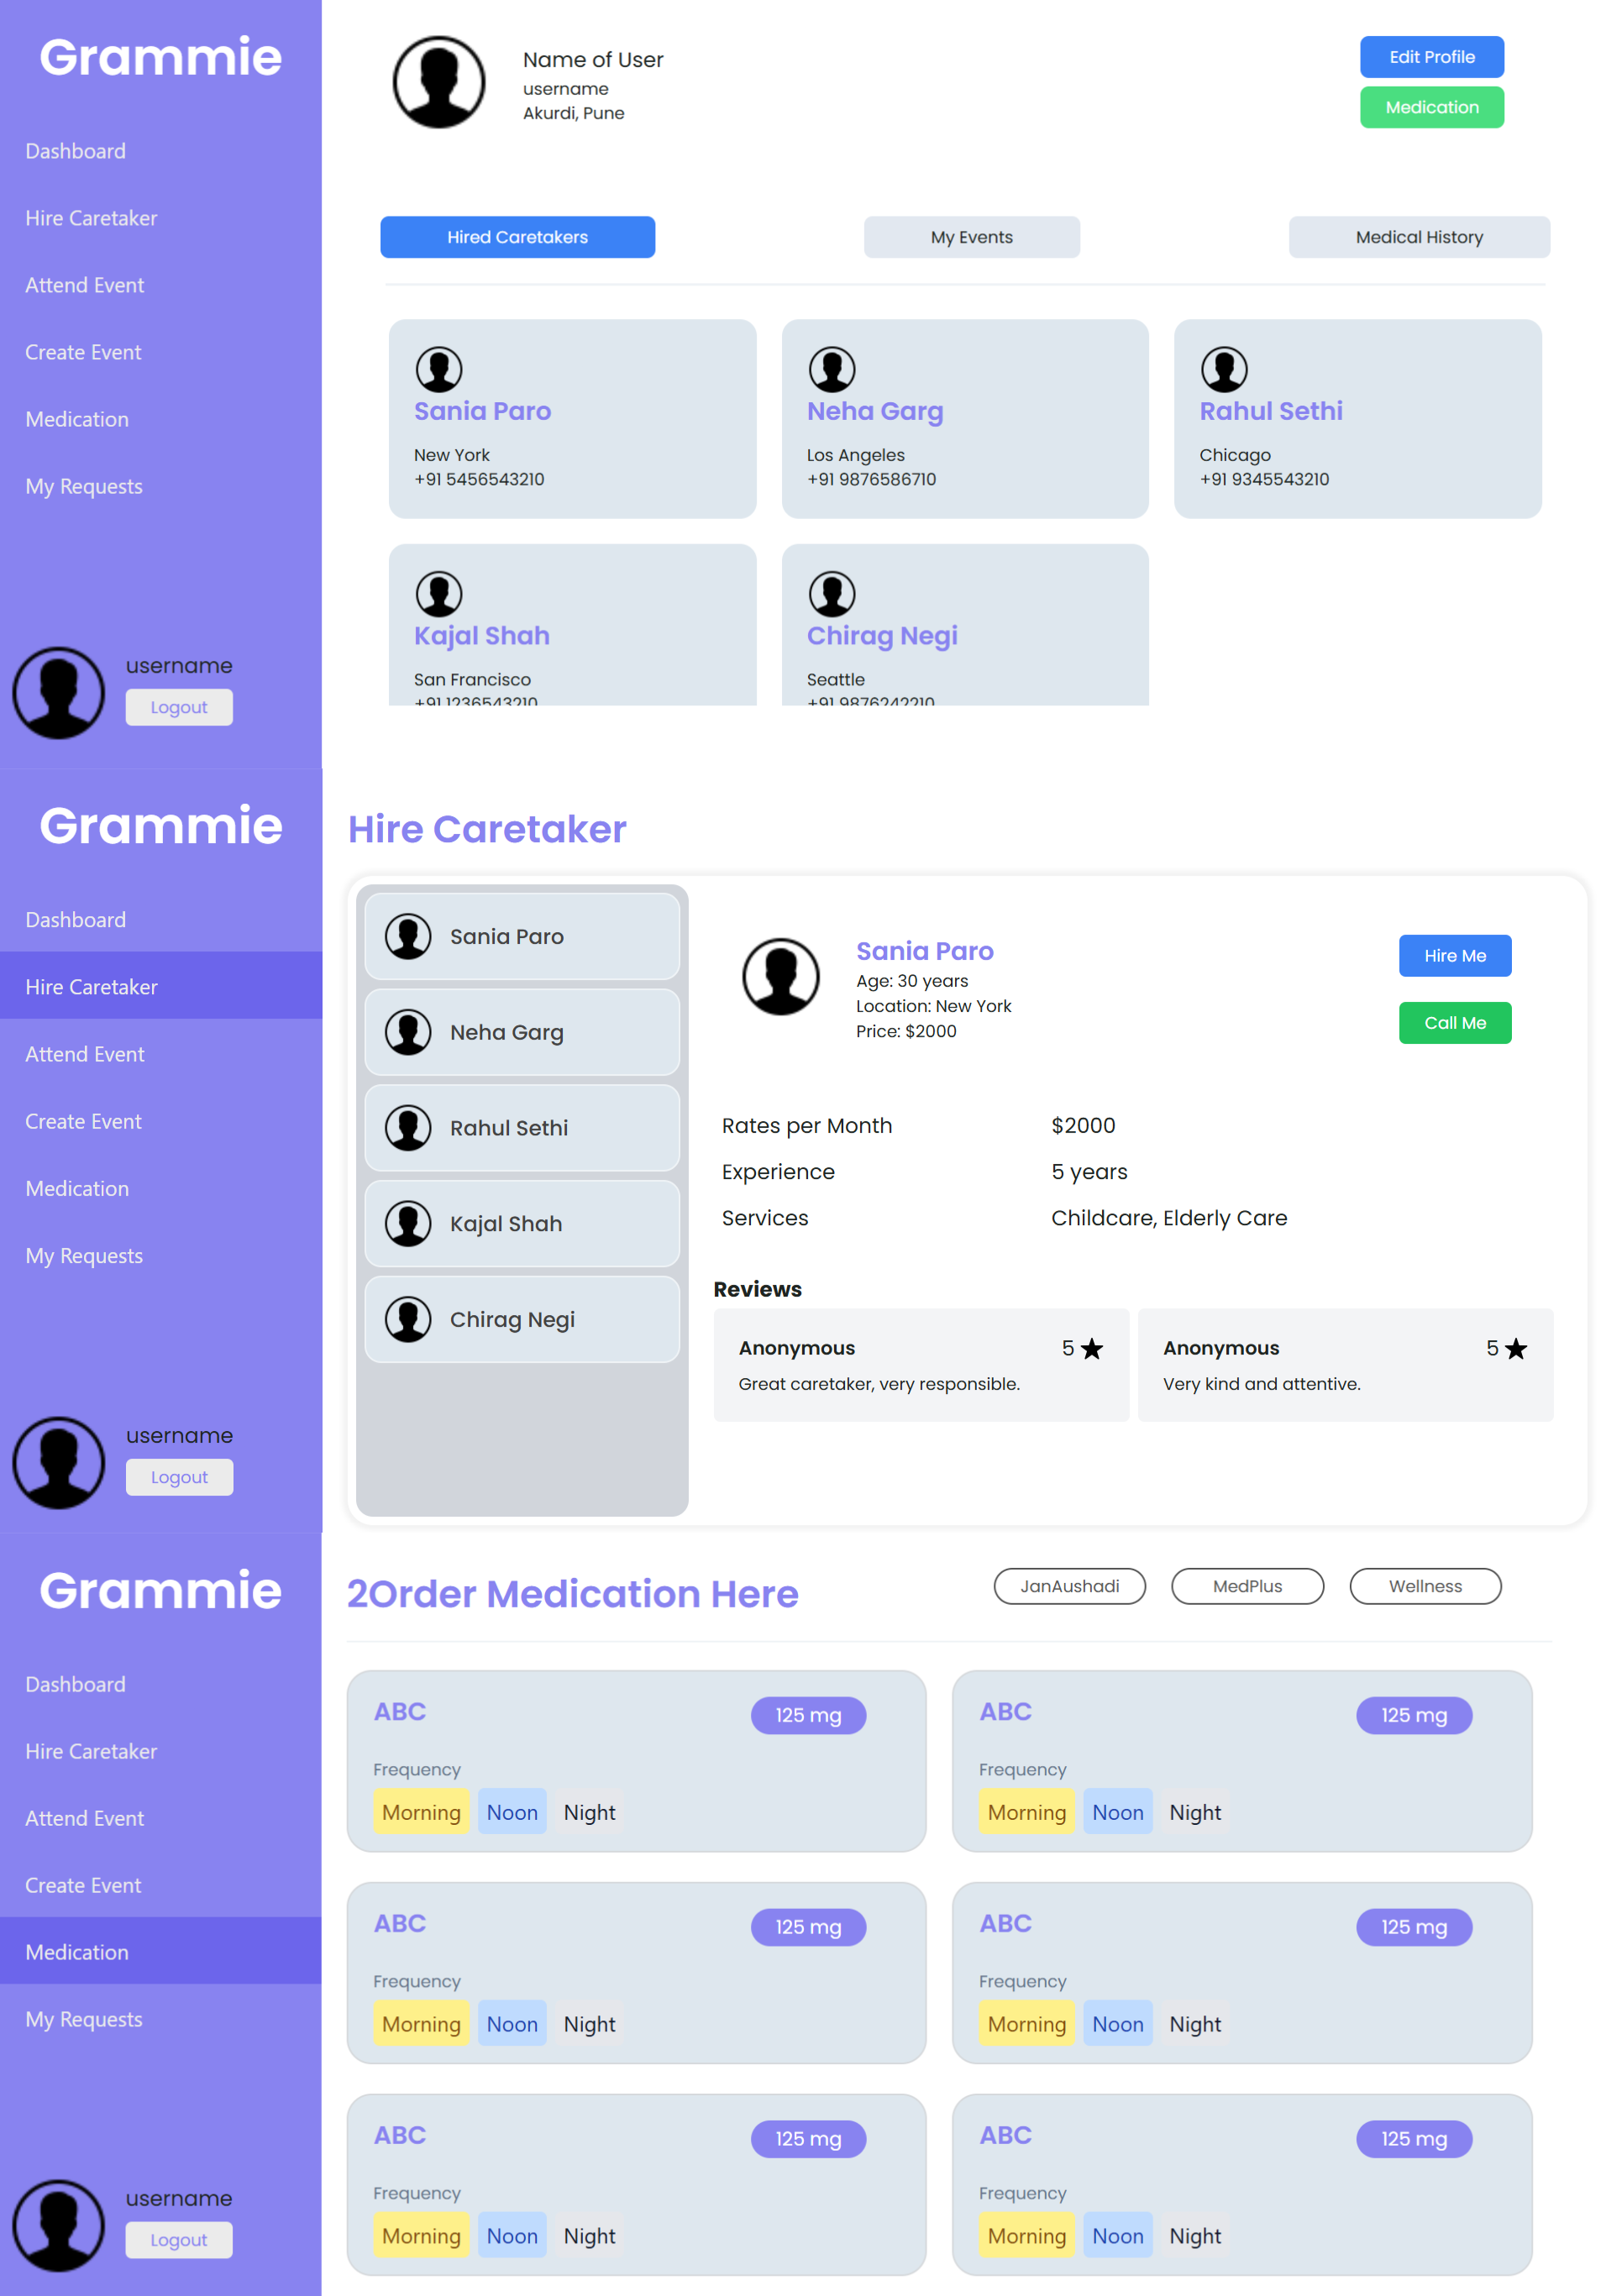 Grammie
Dashboard
Hire Caretaker
Attend Event
Create Event
Medication
My Requests
username
Logout
Name of User
username
Akurdi, Pune
Edit Profile
Medication
Hired Caretakers
My Events
Medical History
Sania Paro
New York
+91 5456543210
Neha Garg
Los Angeles
+91 9876586710
Rahul Sethi
Chicago
+91 9345543210
Kajal Shah
San Francisco
+91 1236543210
Chirag Negi
Seattle
+91 9876242210
Grammie
Dashboard
Hire Caretaker
Attend Event
Create Event
Medication
My Requests
username
Logout
Hire Caretaker
Sania Paro
Neha Garg
Rahul Sethi
Kajal Shah
Chirag Negi
Sania Paro
Age: 30 years
Location: New York
Price: $2000
Hire Me
Call Me
Rates per Month $2000
Experience 5 years
Services Childcare, Elderly Care
Reviews
Anonymous 5
Great caretaker, very responsible.
Anonymous 5
Very kind and attentive.
Grammie
Dashboard
Hire Caretaker
Attend Event
Create Event
Medication
My Requests
username
Logout
2Order Medication Here
JanAushadi
MedPlus
Wellness
ABC 125 mg
Frequency
Morning Noon Night
ABC 125 mg
Frequency
Morning Noon Night
ABC 125 mg
Frequency
Morning Noon Night
ABC 125 mg
Frequency
Morning Noon Night
ABC 125 mg
Frequency
Morning Noon Night
ABC 125 mg
Frequency
Morning Noon Night